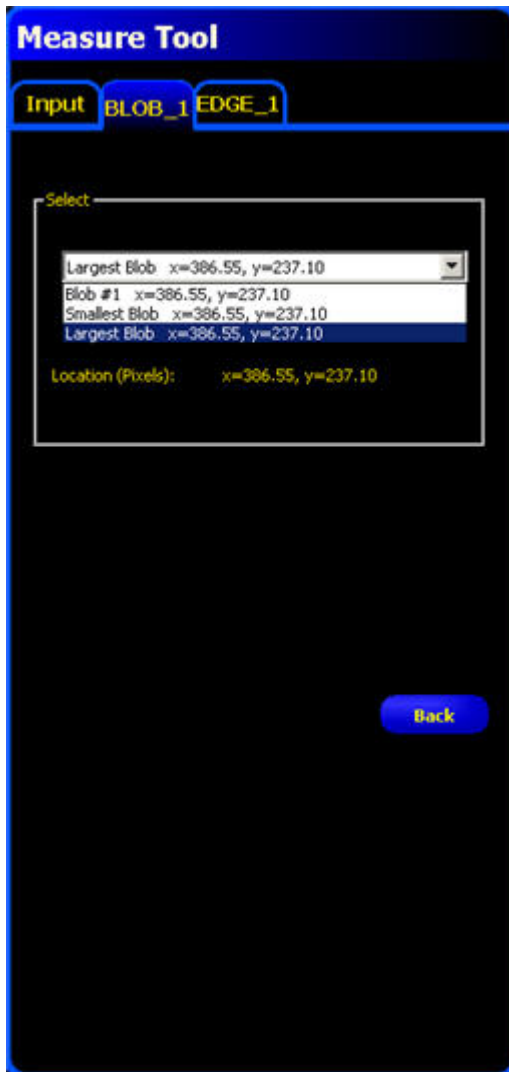 Measure Tool
Input BLOB_1 EDGE_1
Select
Largest Blob x=386.55, y=237.10
Blob #1 x=386.55, y=237.10
Smallest Blob x=386.55, y=237.10
Largest Blob x=386.55, y=237.10
Location (Pixels): x=386.55, y=237.10
Back